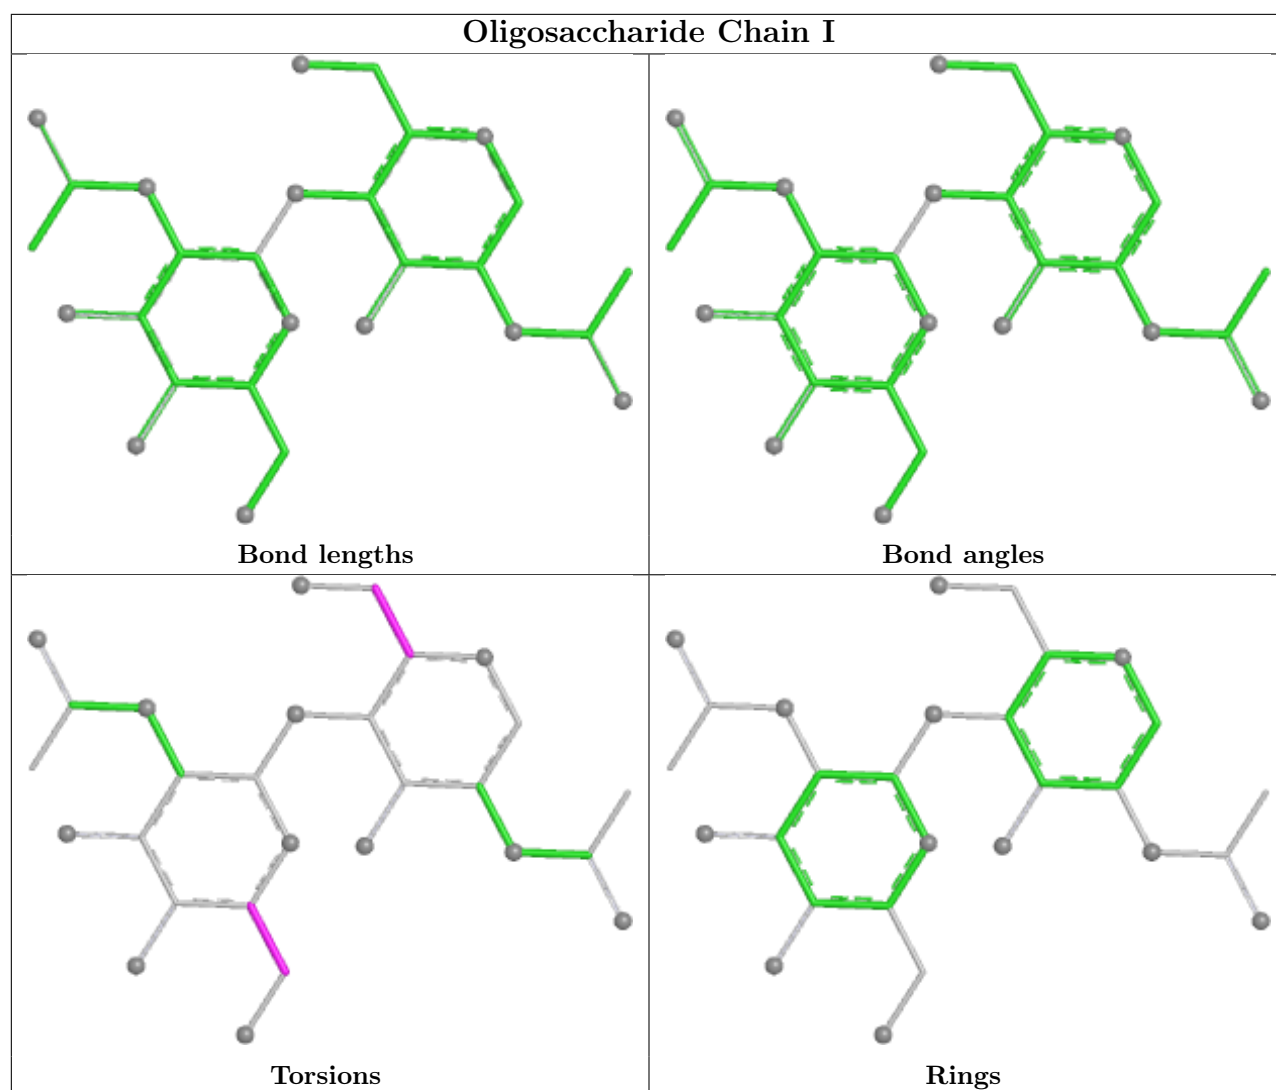 Oligosaccharide Chain I
Bond lengths
Bond angles
Torsions
Rings